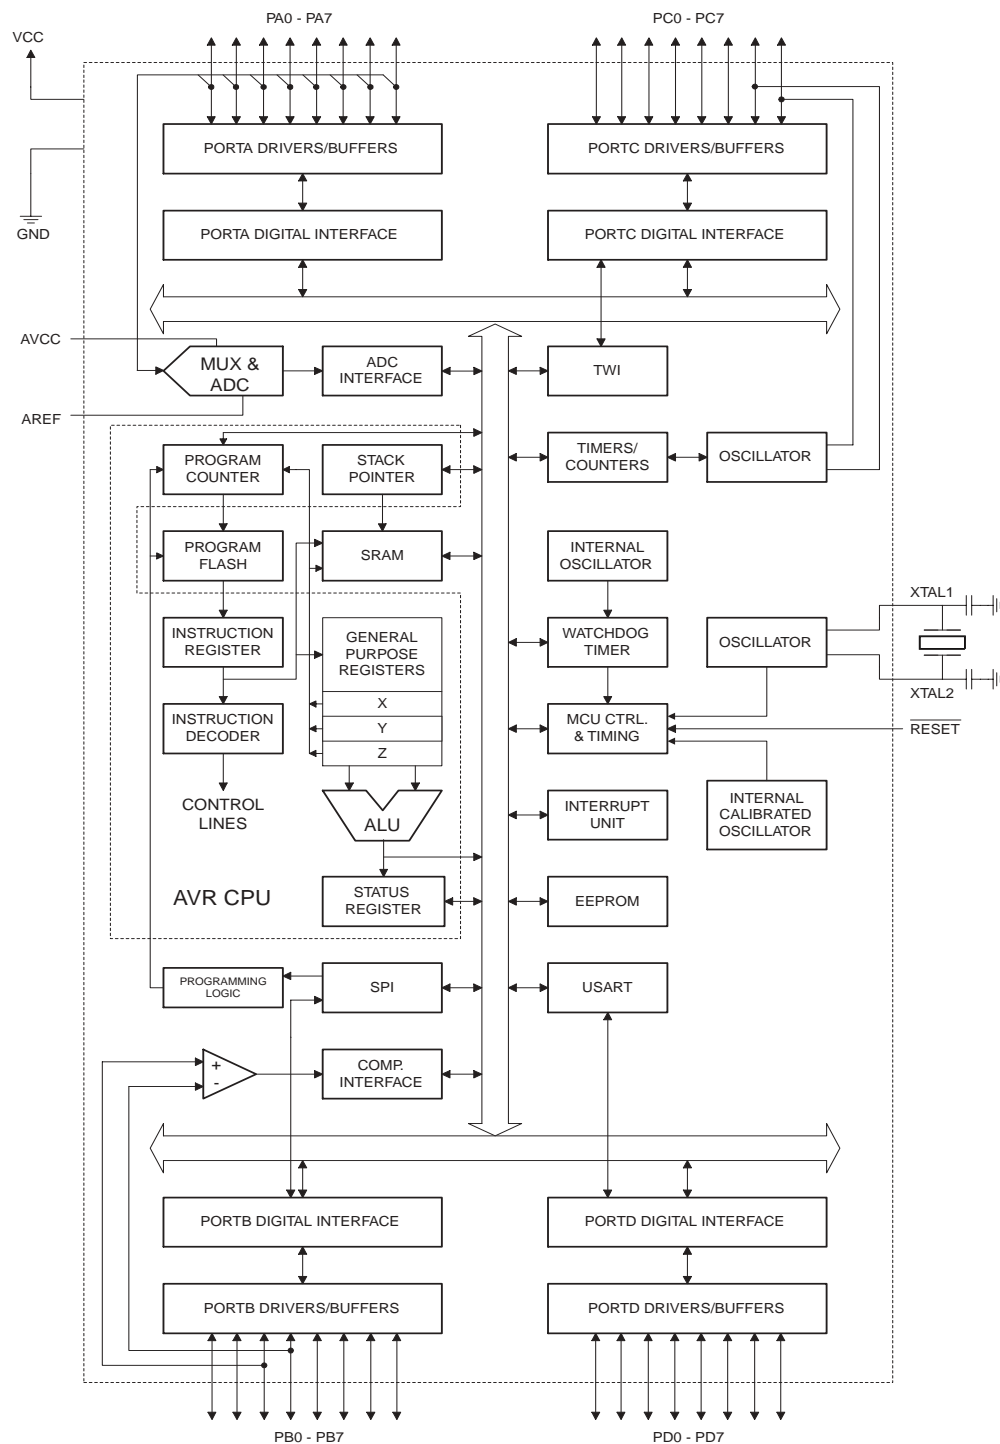 PA0 - PA7
PC0 - PC7
VCC
PORTA DRIVERS/BUFFERS
PORTC DRIVERS/BUFFERS
GND
PORTA DIGITAL INTERFACE
PORTC DIGITAL INTERFACE
AVCC
MUX &
ADC
ADC
INTERFACE
TWI
AREF
PROGRAM
COUNTER
STACK
POINTER
TIMERS/
COUNTERS
OSCILLATOR
PROGRAM
FLASH
SRAM
INTERNAL
OSCILLATOR
XTAL1
INSTRUCTION
REGISTER
GENERAL
PURPOSE
REGISTERS
WATCHDOG
TIMER
OSCILLATOR
XTAL2
X
INSTRUCTION
DECODER
Y
MCU CTRL.
& TIMING
RESET
Z
CONTROL
LINES
ALU
INTERRUPT
UNIT
INTERNAL
CALIBRATED
OSCILLATOR
AVR CPU
STATUS
REGISTER
EEPROM
PROGRAMMING
LOGIC
SPI
USART
+
-
COMP.
INTERFACE
PORTB DIGITAL INTERFACE
PORTD DIGITAL INTERFACE
PORTB DRIVERS/BUFFERS
PORTD DRIVERS/BUFFERS
PB0 - PB7
PD0 - PD7